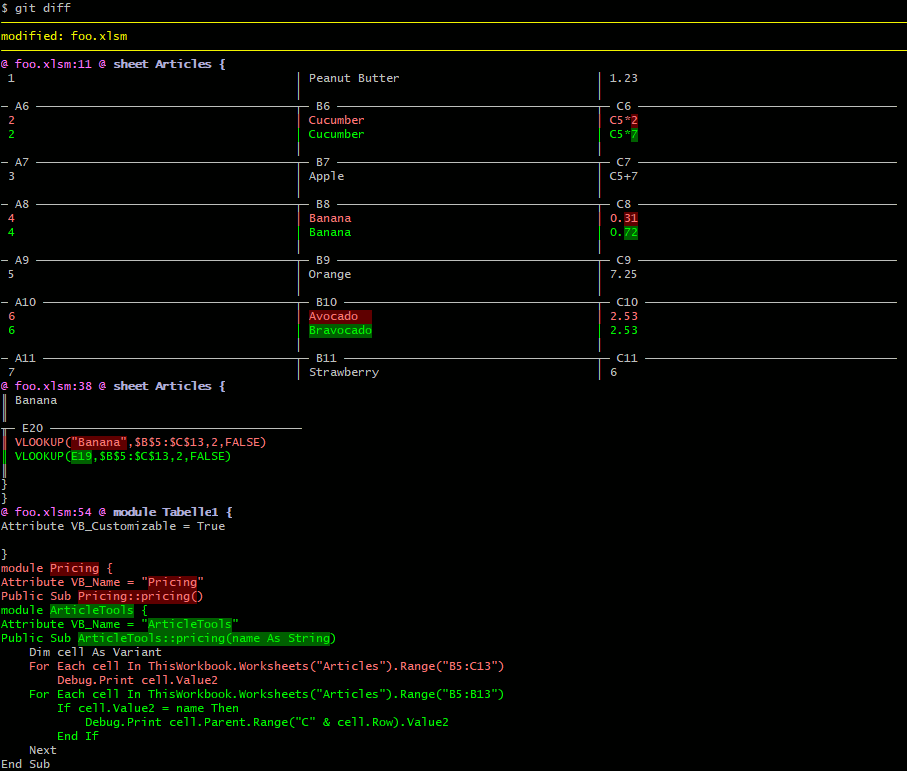 $ git diff
modified: foo.xlsm
@ foo.xlsm:11 @ sheet Articles {
1 Peanut Butter 1.23
A6 B6 C6
2 Cucumber C5*2
2 Cucumber C5*7
A7 B7 C7
3 Apple C5+7
A8 B8 C8
4 Banana 0.31
4 Banana 0.72
A9 B9 C9
5 Orange 7.25
A10 B10 C10
6 Avocado 2.53
6 Bravocado 2.53
A11 B11 C11
7 Strawberry 6
@ foo.xlsm:38 @ sheet Articles {
Banana
E20
VLOOKUP("Banana",$B$5:$C$13,2,FALSE)
VLOOKUP(E19,$B$5:$C$13,2,FALSE)
}
}
@ foo.xlsm:54 @ module Tabelle1 {
Attribute VB_Customizable = True
}
module Pricing {
Attribute VB_Name = "Pricing"
Public Sub Pricing::pricing()
module ArticleTools {
Attribute VB_Name = "ArticleTools"
Public Sub ArticleTools::pricing(name As String)
Dim cell As Variant
For Each cell In ThisWorkbook.Worksheets("Articles").Range("B5:C13")
Debug.Print cell.Value2
For Each cell In ThisWorkbook.Worksheets("Articles").Range("B5:B13")
If cell.Value2 = name Then
Debug.Print cell.Parent.Range("C" & cell.Row).Value2
End If
Next
End Sub